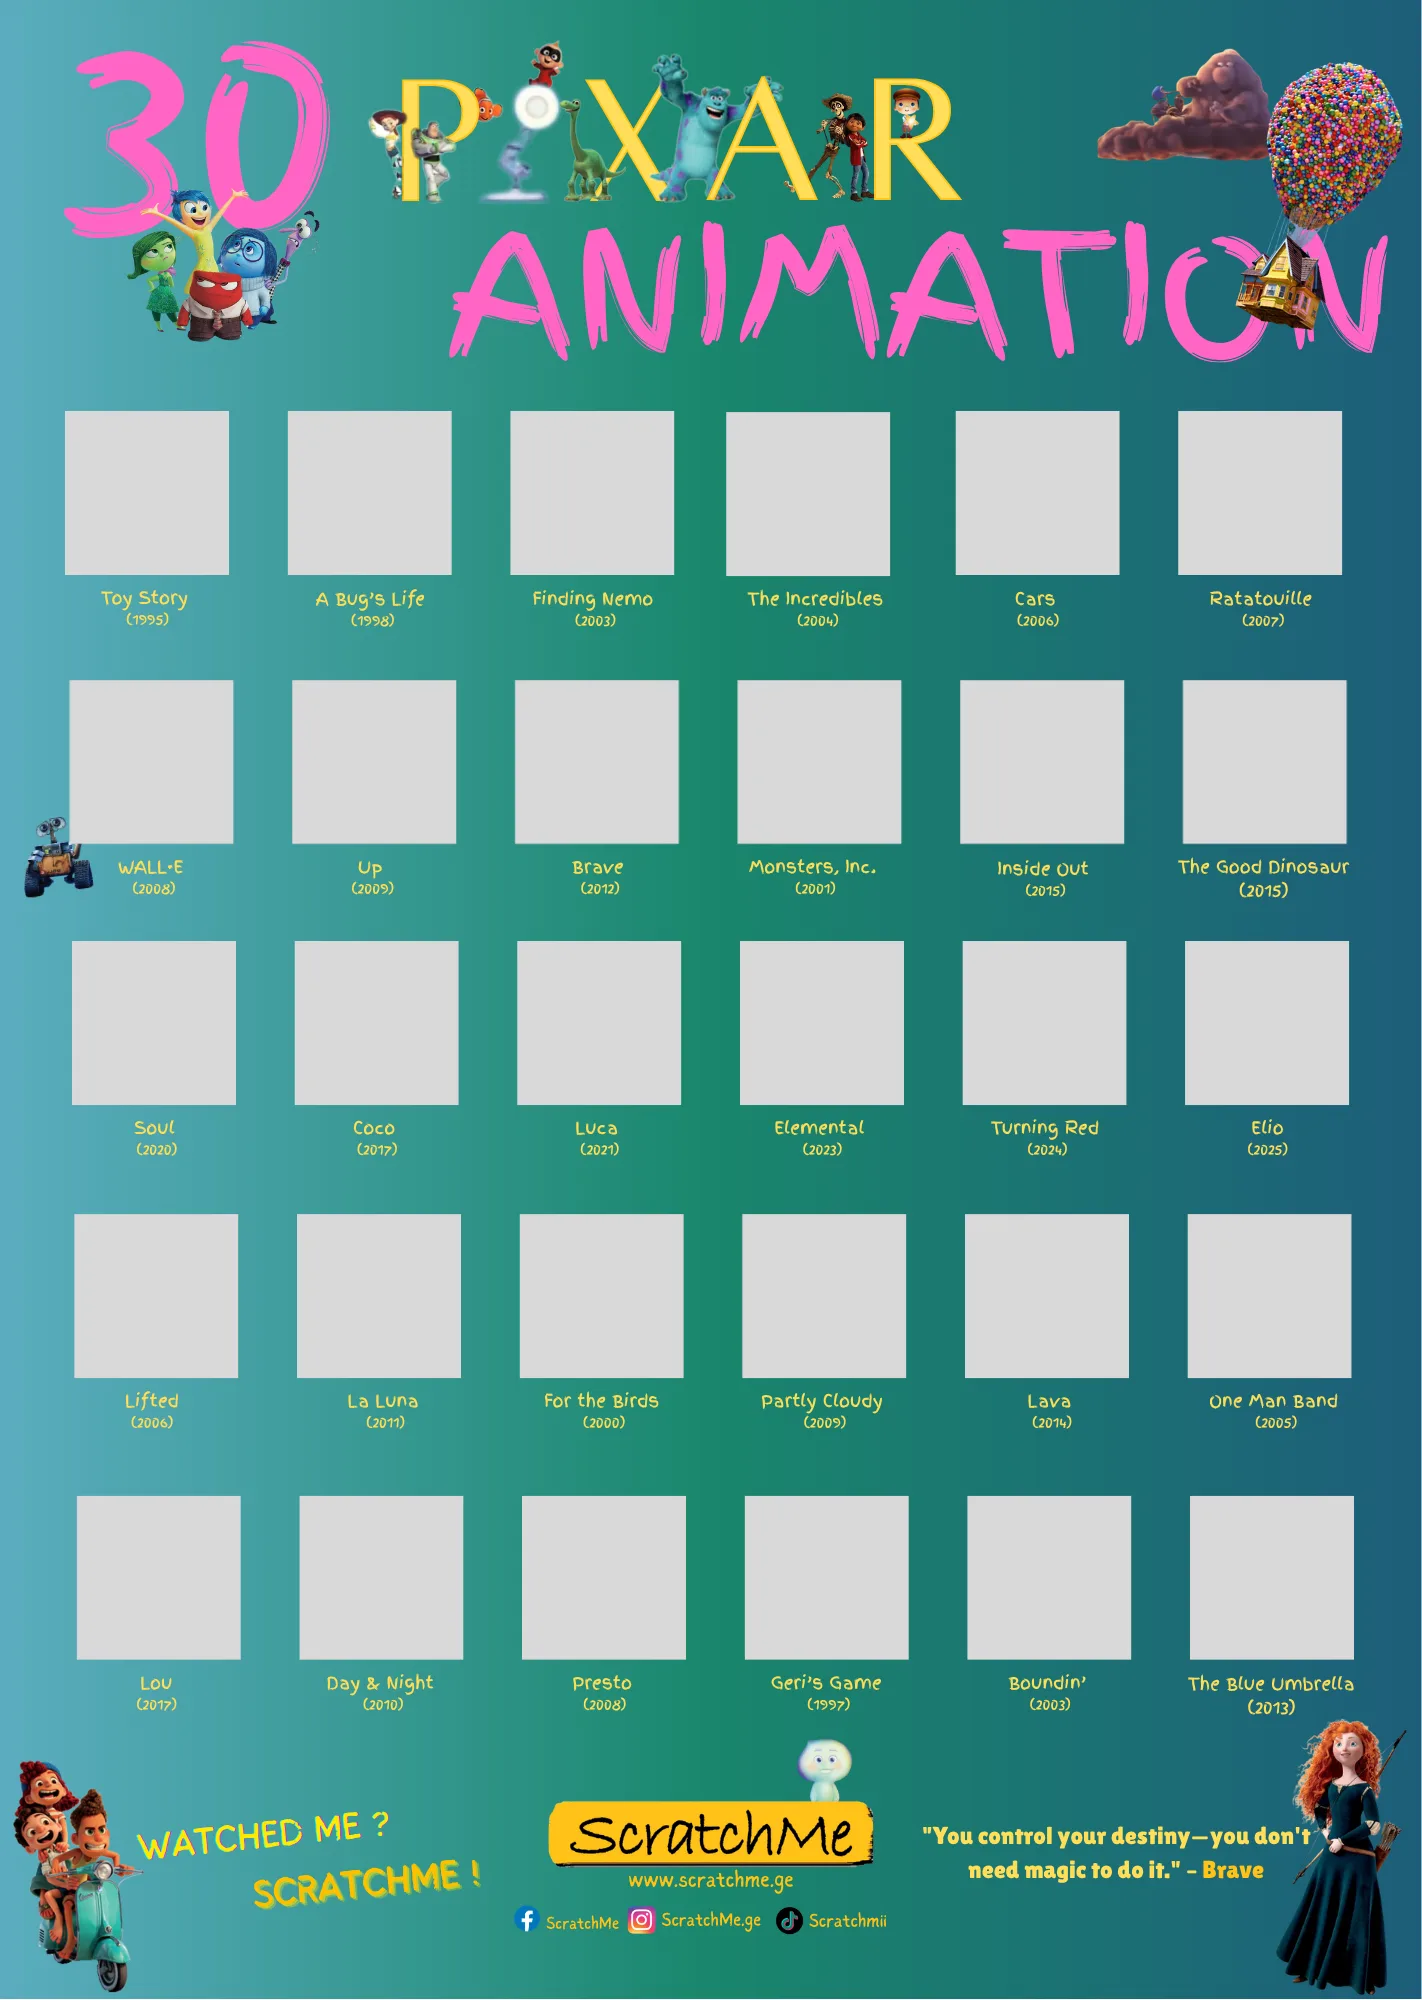 30 PIXAR
ANIMATION
Toy Story
(1995)
A Bug's Life
(1998)
Finding Nemo
(2003)
The Incredibles
(2004)
Cars
(2006)
Ratatouille
(2007)
WALL•E
(2008)
Up
(2009)
Brave
(2012)
Monsters, Inc.
(2001)
Inside Out
(2015)
The Good Dinosaur
(2015)
Soul
(2020)
Coco
(2017)
Luca
(2021)
Elemental
(2023)
Turning Red
(2024)
Elio
(2025)
Lifted
(2006)
La Luna
(2011)
For the Birds
(2000)
Partly Cloudy
(2009)
Lava
(2014)
One Man Band
(2005)
Lou
(2017)
Day & Night
(2010)
Presto
(2008)
Geri's Game
(1997)
Boundin'
(2003)
The Blue Umbrella
(2013)
WATCHED ME ?
SCRATCHME !
ScratchMe
www.scratchme.ge
ScratchMe ScratchMe.ge Scratchmii
"You control your destiny—you don't
need magic to do it." - Brave